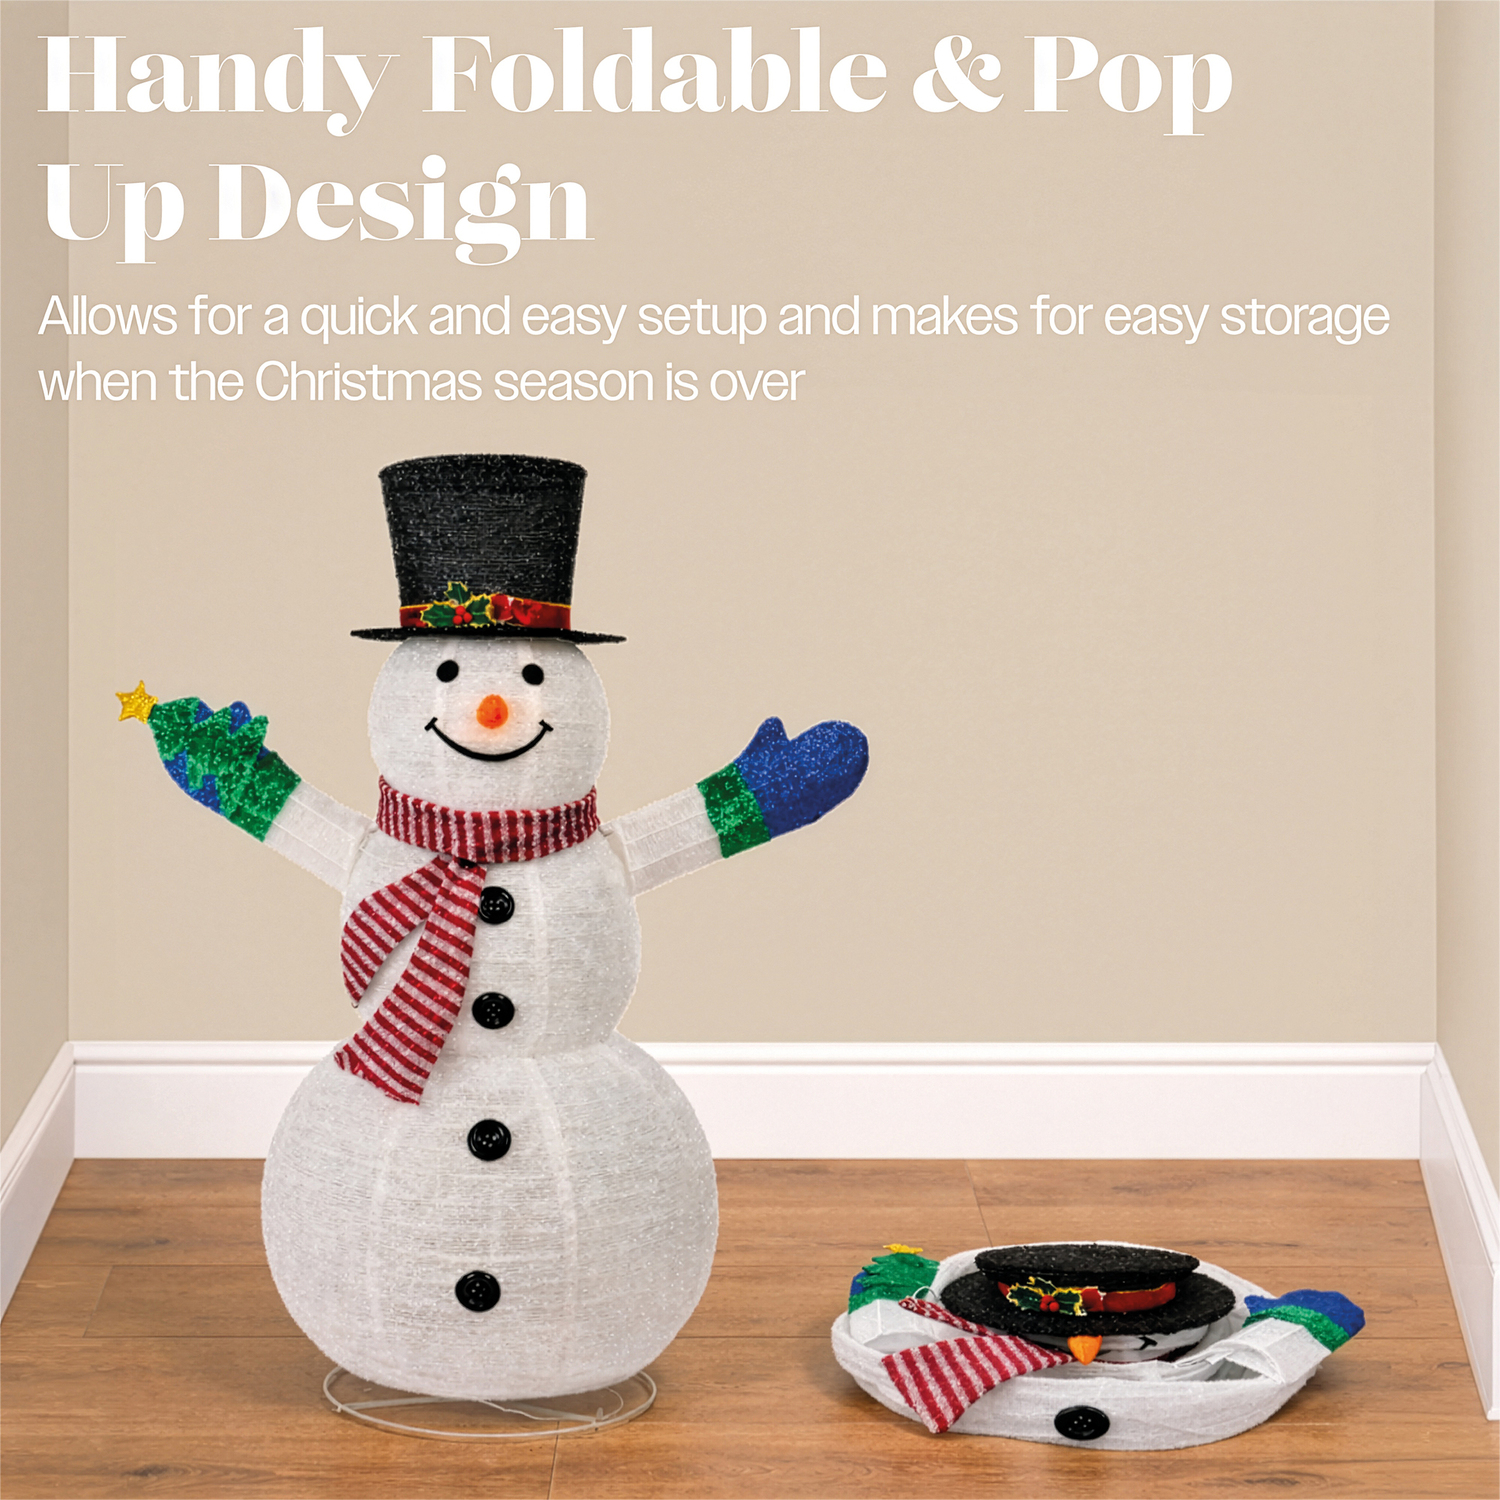 Handy Foldable & Pop
Up Design
Allows for a quick and easy setup and makes for easy storage
when the Christmas season is over